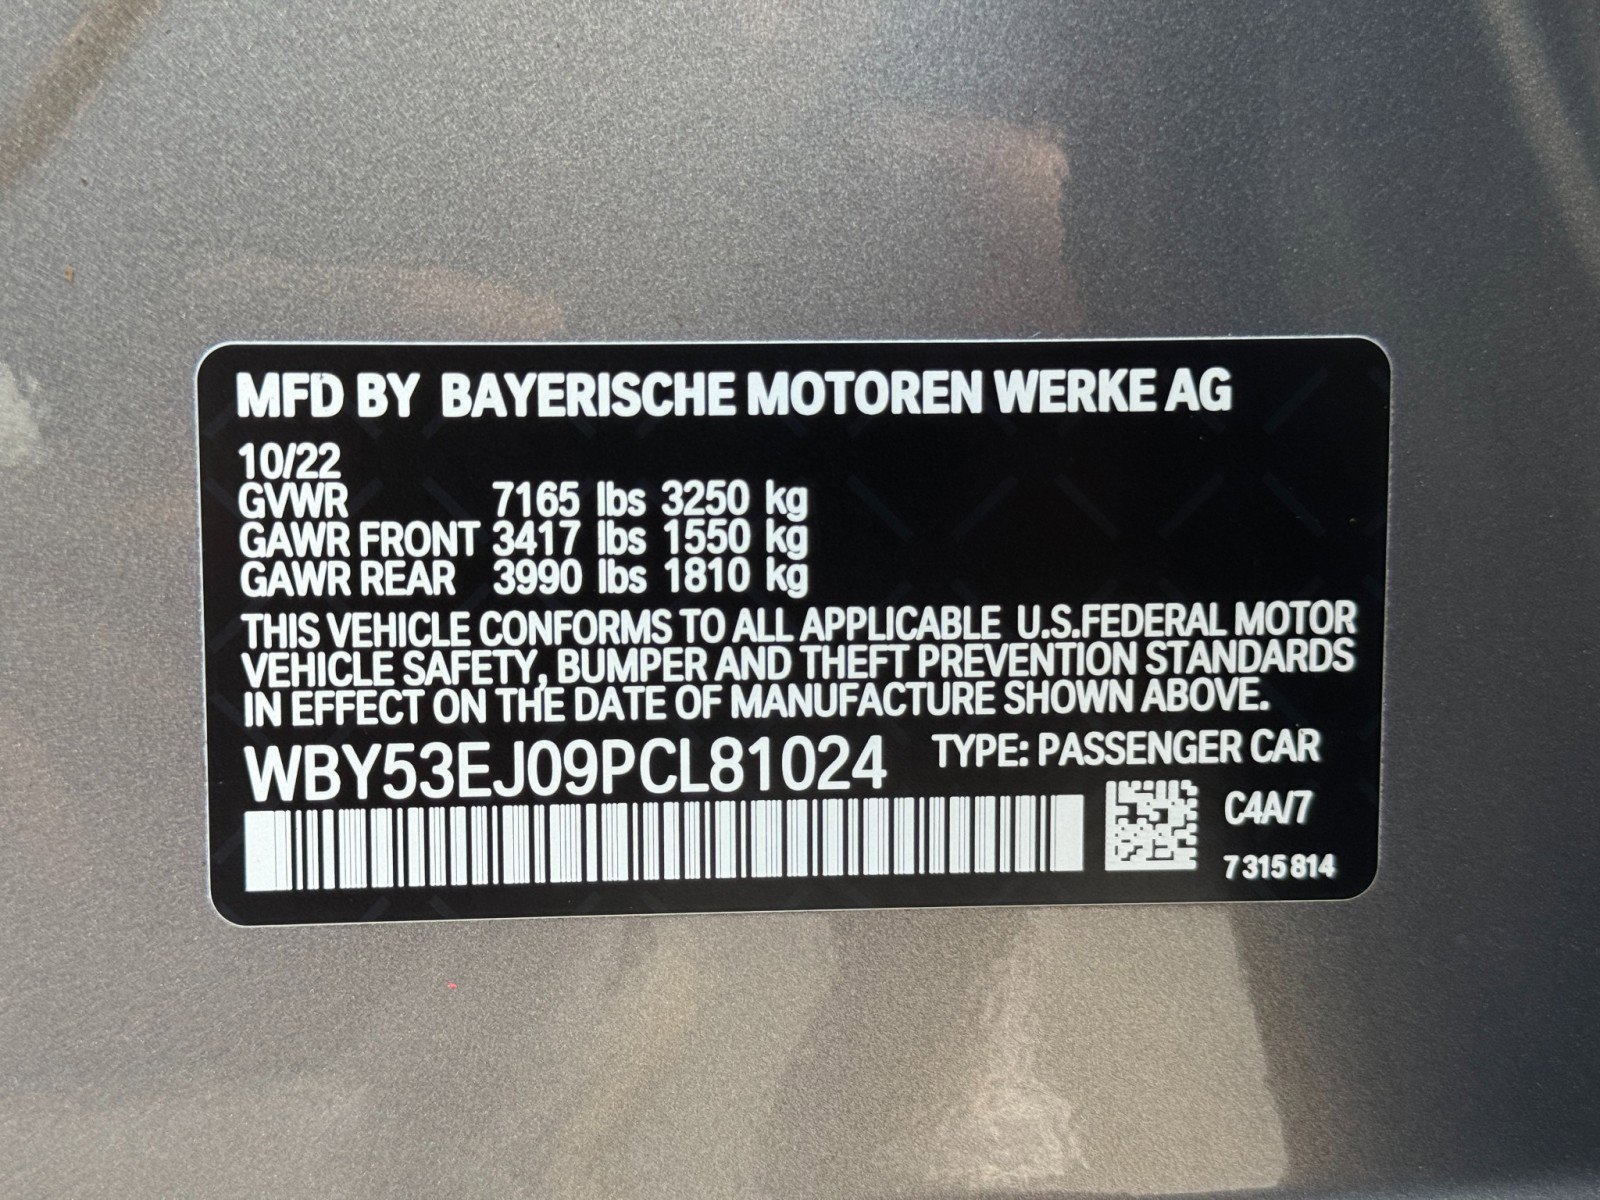 MFD BY BAYERISCHE MOTOREN WERKE AG
10/22
GVWR 7165 lbs 3250 kg
GAWR FRONT 3417 lbs 1550 kg
GAWR REAR 3990 lbs 1810 kg
THIS VEHICLE CONFORMS TO ALL APPLICABLE U.S.FEDERAL MOTOR
VEHICLE SAFETY, BUMPER AND THEFT PREVENTION STANDARDS
IN EFFECT ON THE DATE OF MANUFACTURE SHOWN ABOVE.
WBY53EJ09PCL81024 TYPE: PASSENGER CAR
C4A/7
7 315 814